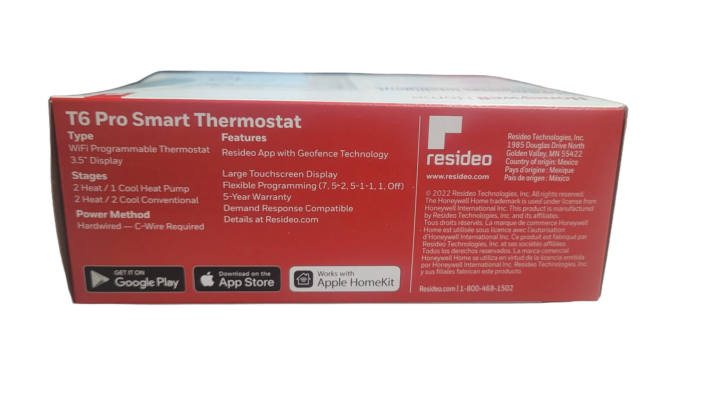 T6 Pro Smart Thermostat
Type
WiFi Programmable Thermostat
3.5" Display
Stages
2 Heat / 1 Cool Heat Pump
2 Heat / 2 Cool Conventional
Power Method
Hardwired — C-Wire Required
Features
Resideo App with Geofence Technology
Large Touchscreen Display
Flexible Programming (7, 5-2, 5-1-1, 1, Off)
5-Year Warranty
Demand Response Compatible
Details at Resideo.com
GET IT ON
Google Play
Download on the
App Store
Works with
Apple HomeKit
resideo
www.resideo.com
Resideo Technologies, Inc.
1985 Douglas Drive North
Golden Valley, MN 55422
Country of origin: Mexico
Pays d'origine : Mexique
País de origen : México
© 2022 Resideo Technologies, Inc. All rights reserved.
The Honeywell Home trademark is used under license from
Honeywell International Inc. This product is manufactured
by Resideo Technologies, Inc. and its affiliates.
Tous droits réservés. La marque de commerce Honeywell
Home est utilisée sous licence avec l'autorisation
d'Honeywell International Inc. Ce produit est fabriqué par
Resideo Technologies, Inc. et ses sociétés affiliées.
Todos los derechos reservados. La marca comercial
Honeywell Home se utiliza en virtud de la licencia emitida
por Honeywell International Inc. Resideo Technologies, Inc.
y sus filiales fabrican este producto.
Resideo.com | 1-800-468-1502